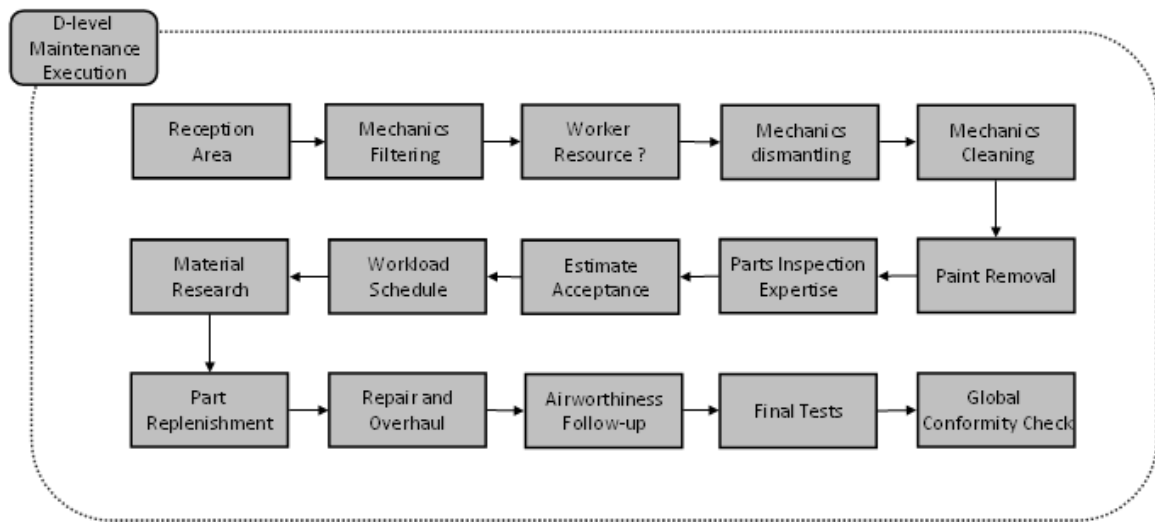 D-level
Maintenance
Execution
Reception
Area
Mechanics
Filtering
Worker
Resource ?
Mechanics
dismantling
Mechanics
Cleaning
Material
Research
Workload
Schedule
Estimate
Acceptance
Parts Inspection
Expertise
Paint Removal
Part
Replenishment
Repair and
Overhaul
Airworthiness
Follow-up
Final Tests
Global
Conformity Check